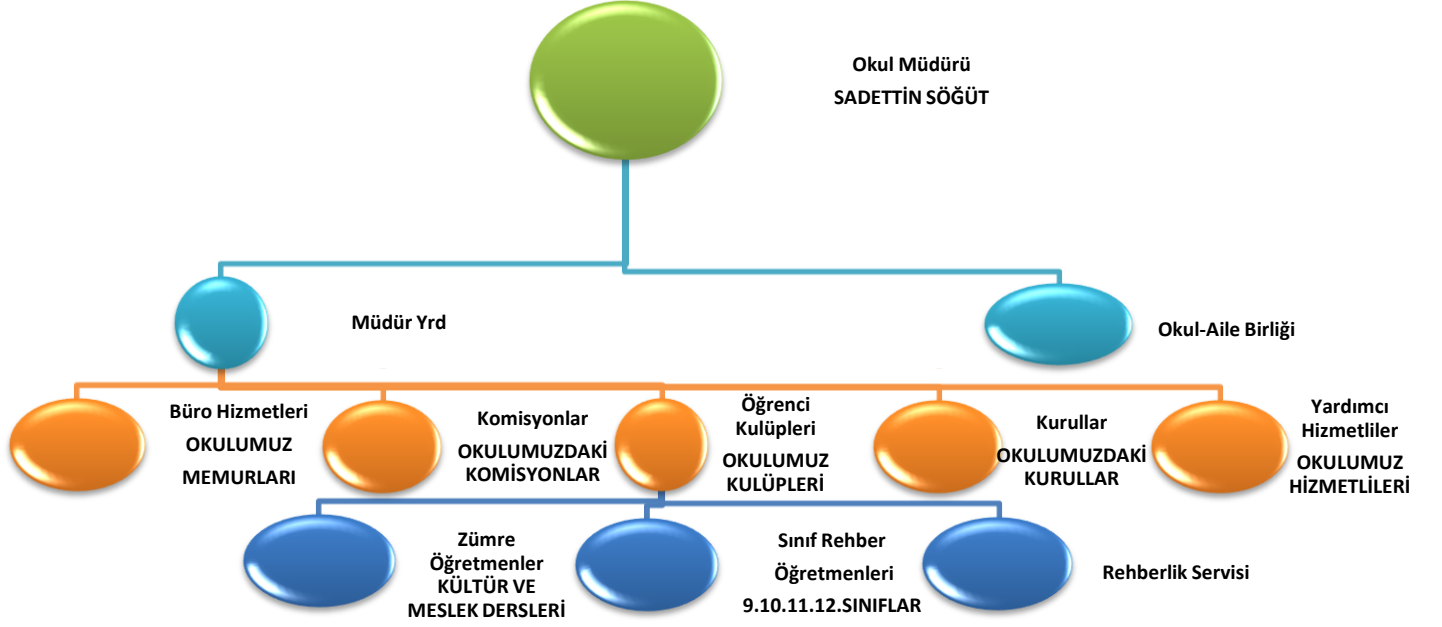 Okul Müdürü
SADETTİN SÖĞÜT
Müdür Yrd
Okul-Aile Birliği
Büro Hizmetleri
OKULUMUZ
MEMURLARI
Komisyonlar
OKULUMUZDAKİ
KOMİSYONLAR
Öğrenci
Kulüpleri
OKULUMUZ
KULÜPLERİ
Kurullar
OKULUMUZDAKİ
KURULLAR
Yardımcı
Hizmetliler
OKULUMUZ
HİZMETLİLERİ
Zümre
Öğretmenler
KÜLTÜR VE
MESLEK DERSLERİ
Sınıf Rehber
Öğretmenleri
9.10.11.12.SINIFLAR
Rehberlik Servisi